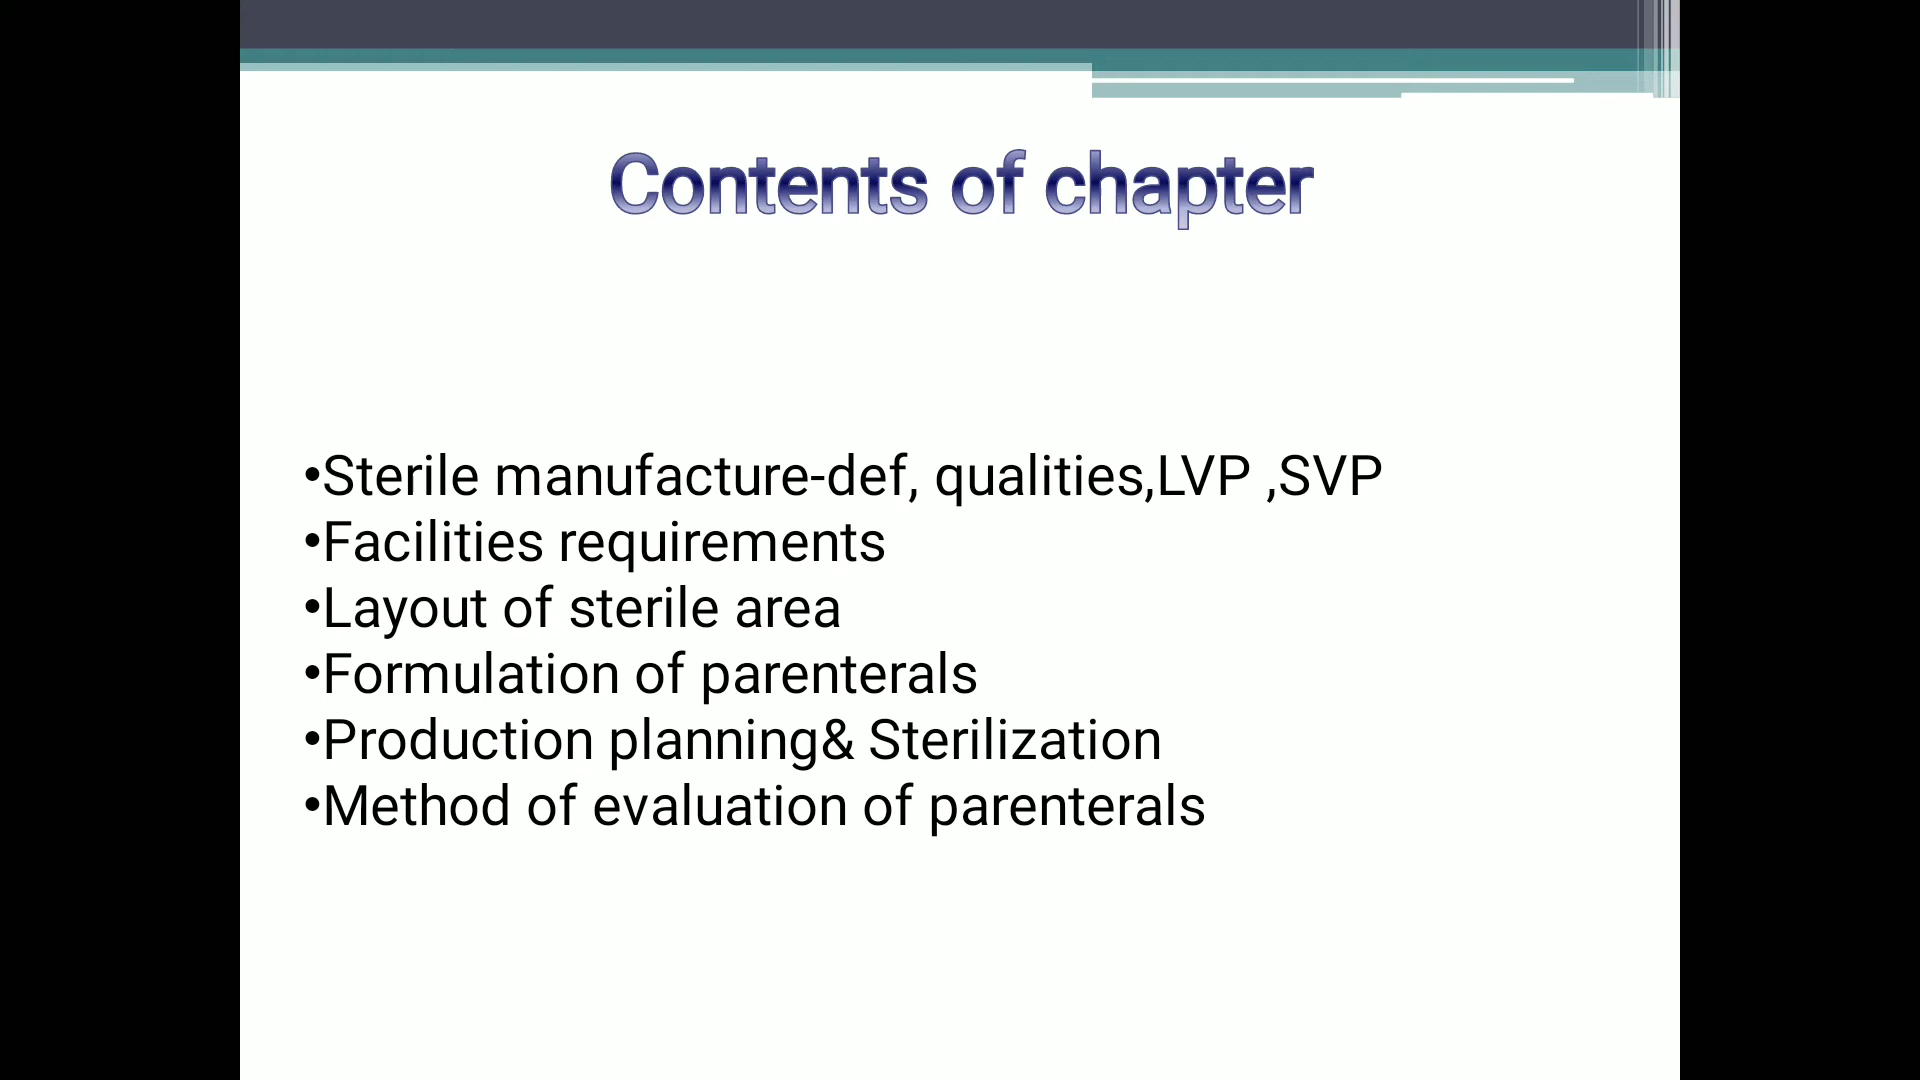 Contents of chapter
•Sterile manufacture-def, qualities,LVP ,SVP
•Facilities requirements
•Layout of sterile area
•Formulation of parenterals
•Production planning& Sterilization
•Method of evaluation of parenterals